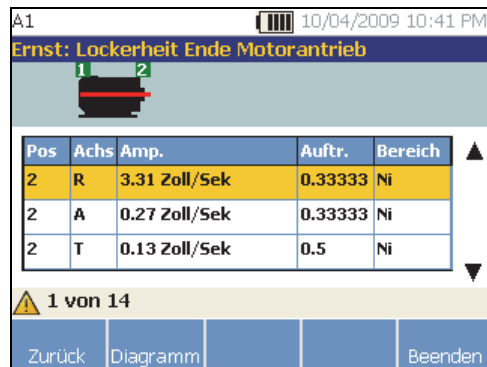 A1 10/04/2009 10:41 PM
Ernst: Lockerheit Ende Motorantrieb
1 2
Pos Achs Amp. Auftr. Bereich
2 R 3.31 Zoll/Sek 0.33333 Ni
2 A 0.27 Zoll/Sek 0.33333 Ni
2 T 0.13 Zoll/Sek 0.5 Ni
1 von 14
Zurück Diagramm Beenden